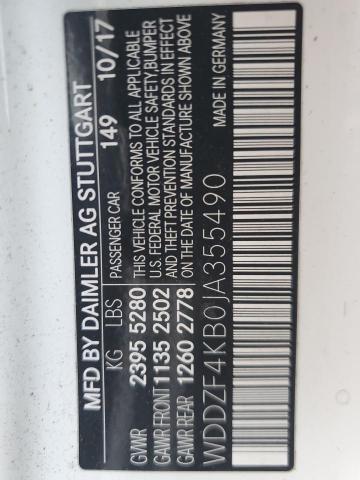 MFD BY DAIMLER AG STUTTGART
KG LBS PASSENGER CAR 149 10/17
GVWR 2395 5280 THIS VEHICLE CONFORMS TO ALL APPLICABLE
GAWR FRONT 1135 2502 U.S. FEDERAL MOTOR VEHICLE SAFETY, BUMPER
GAWR REAR 1260 2778 AND THEFT PREVENTION STANDARDS IN EFFECT
ON THE DATE OF MANUFACTURE SHOWN ABOVE
WDDZF4KB0JA355490 MADE IN GERMANY